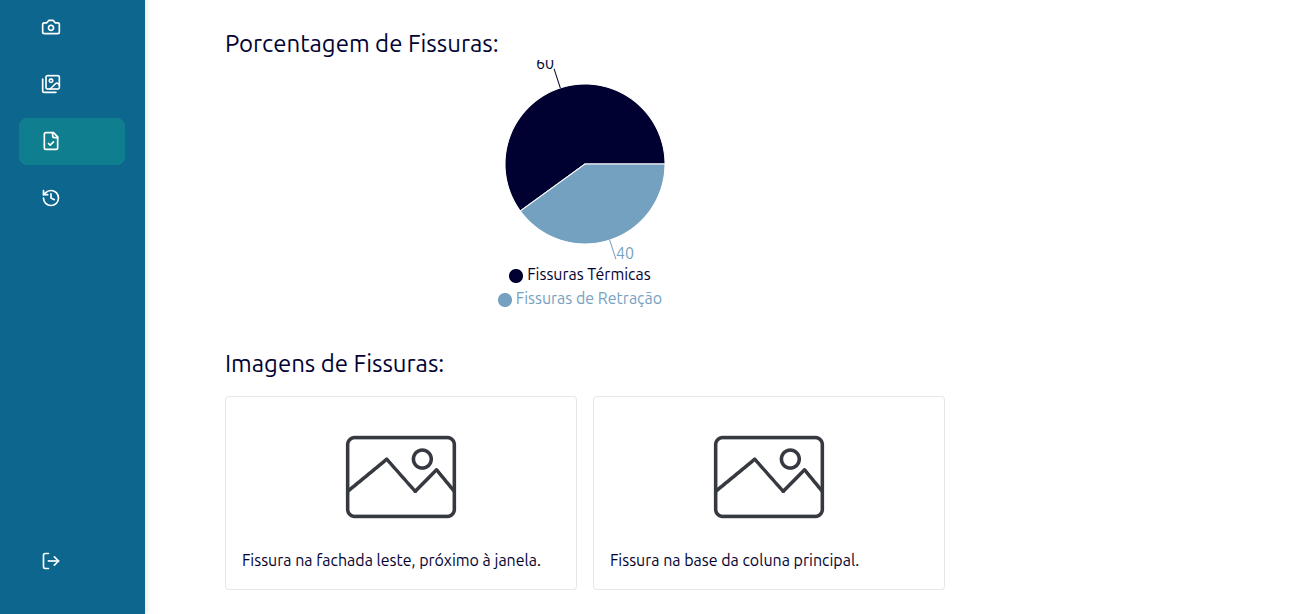 Porcentagem de Fissuras:
60
40
Fissuras Térmicas
Fissuras de Retração
Imagens de Fissuras:
Fissura na fachada leste, próximo à janela.
Fissura na base da coluna principal.